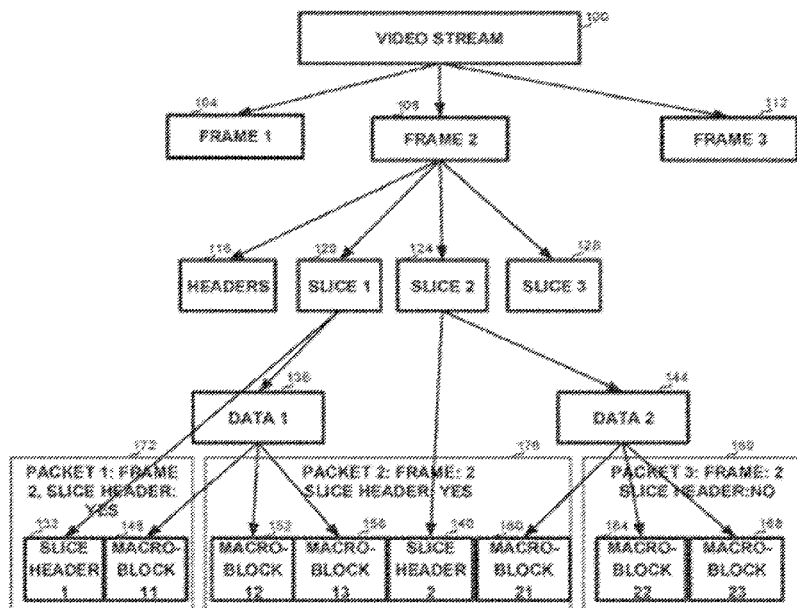 100
VIDEO STREAM
104
108
112
FRAME 1
FRAME 2
FRAME 3
116
120
124
128
HEADERS
SLICE 1
SLICE 2
SLICE 3
136
144
DATA 1
DATA 2
172
176
180
PACKET 1: FRAME
2, SLICE HEADER:
YES
PACKET 2: FRAME: 2
SLICE HEADER: YES
PACKET 3: FRAME: 2
SLICE HEADER:NO
132
148
152
156
140
160
164
168
SLICE
HEADER
1
MACRO-
BLOCK
11
MACRO-
BLOCK
12
MACRO-
BLOCK
13
SLICE
HEADER
2
MACRO-
BLOCK
21
MACRO-
BLOCK
22
MACRO-
BLOCK
23